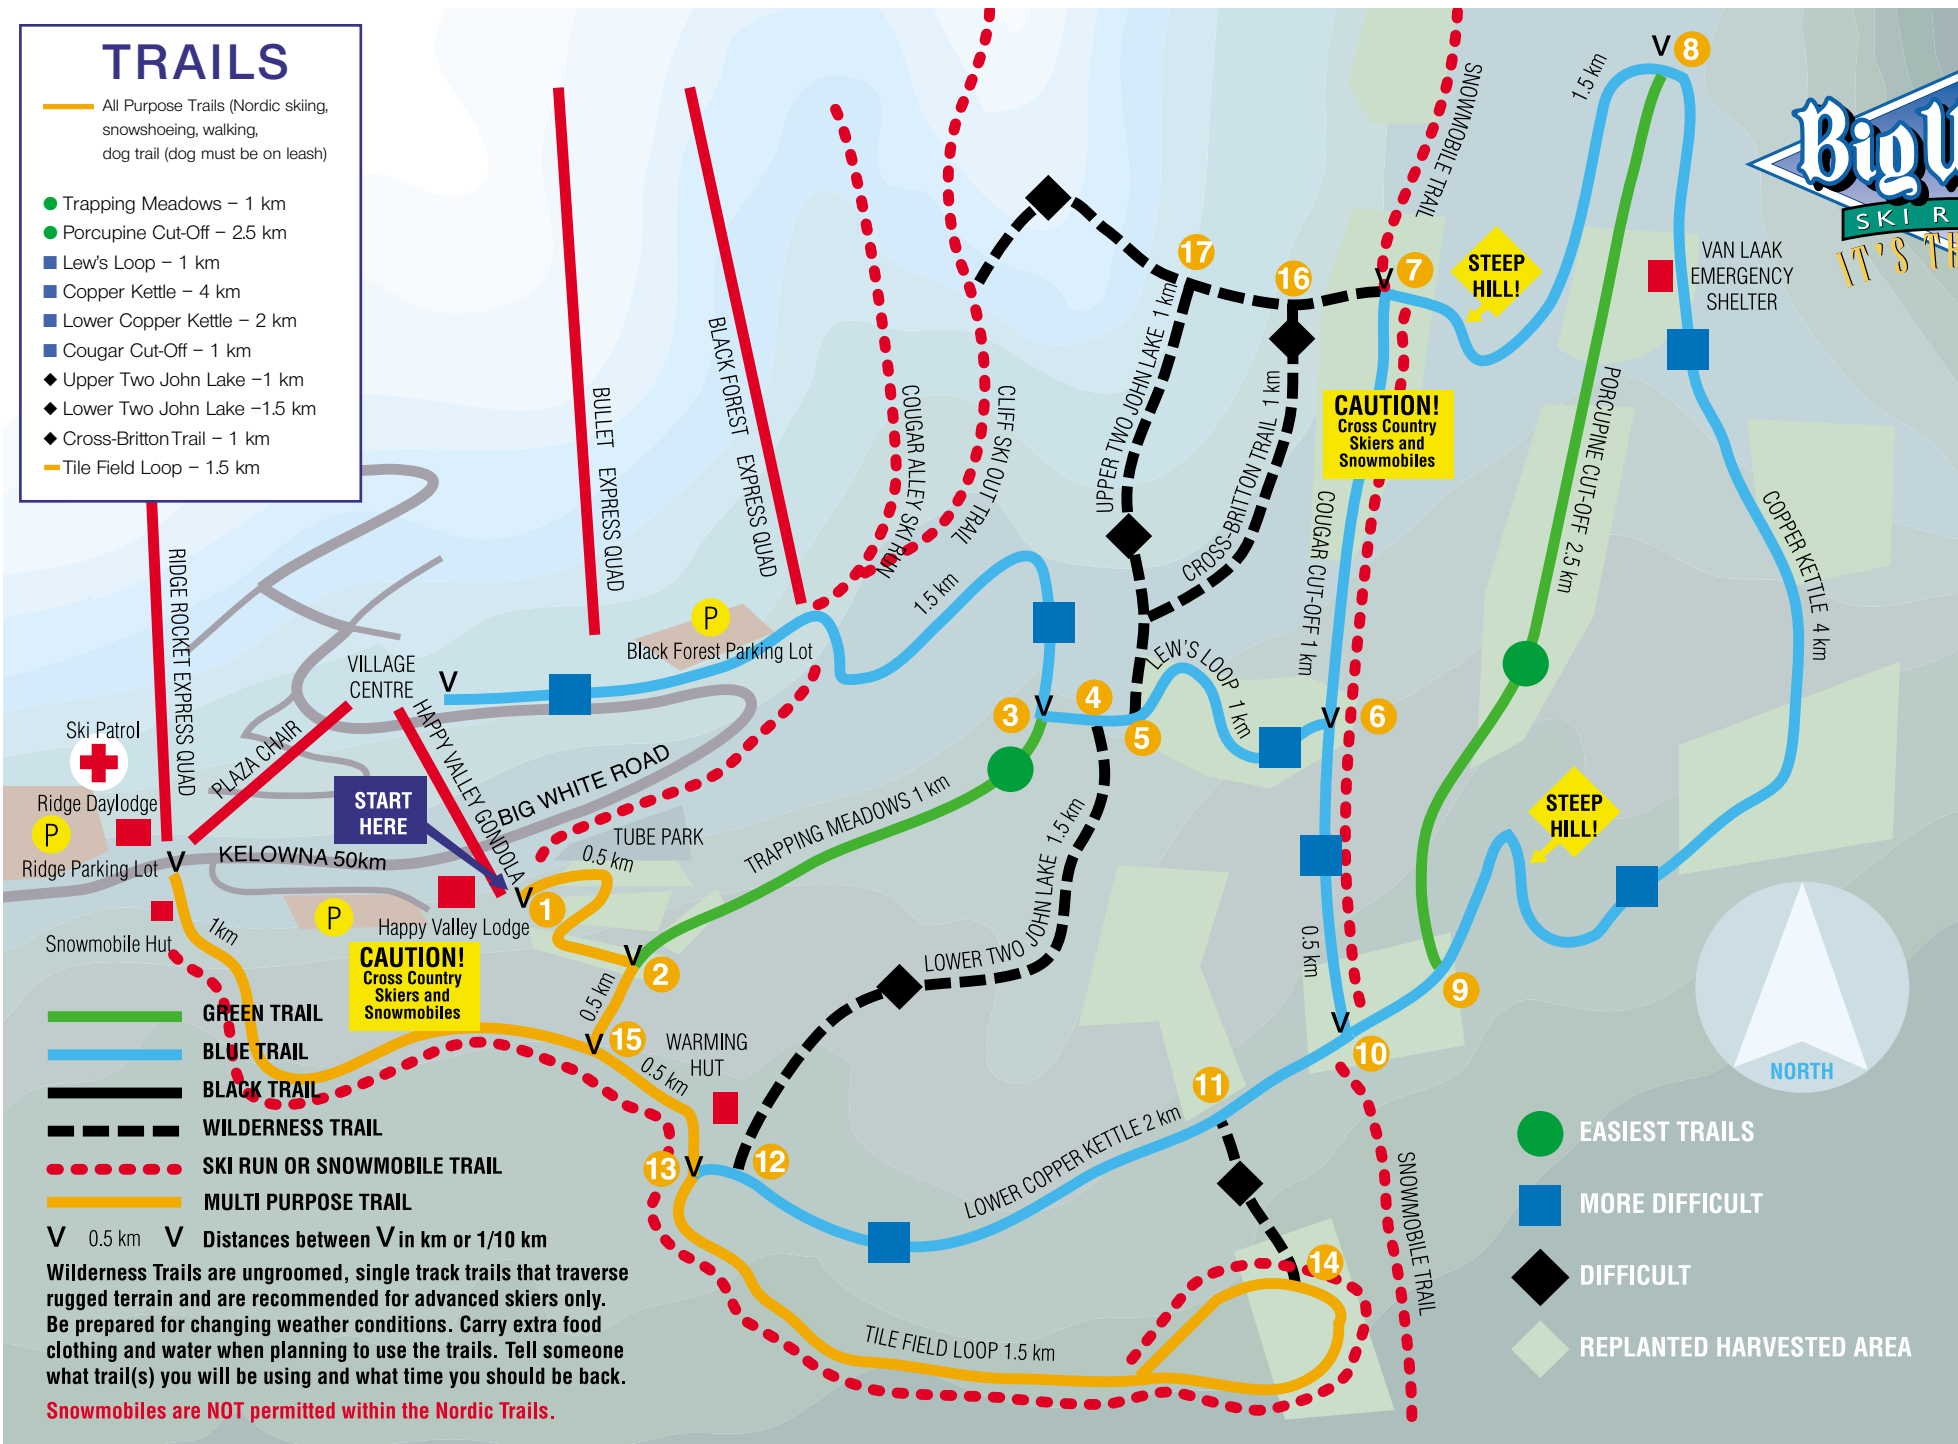 TRAILS
All Purpose Trails (Nordic skiing,
snowshoeing, walking,
dog trail (dog must be on leash)
Trapping Meadows – 1 km
Porcupine Cut-Off – 2.5 km
Lew's Loop – 1 km
Copper Kettle – 4 km
Lower Copper Kettle – 2 km
Cougar Cut-Off – 1 km
Upper Two John Lake –1 km
Lower Two John Lake –1.5 km
Cross-Britton Trail – 1 km
Tile Field Loop – 1.5 km
SNOWMOBILE TRAIL
1.5 km
V 8
SKI R
IT'S TH
17
16
V 7
STEEP
HILL!
VAN LAAK
EMERGENCY
SHELTER
BULLET EXPRESS QUAD
BLACK FOREST EXPRESS QUAD
COUGAR ALLEY SKI RUN
CLIFF SKI OUT TRAIL
UPPER TWO JOHN LAKE 1 km
CROSS-BRITTON TRAIL 1 km
CAUTION!
Cross Country
Skiers and
Snowmobiles
COUGAR CUT-OFF 1 km
PORCUPINE CUT-OFF 2.5 km
COPPER KETTLE 4 km
RIDGE ROCKET EXPRESS QUAD
1.5 km
P
Black Forest Parking Lot
VILLAGE
CENTRE
V
HAPPY VALLEY GONDOLA
PLAZA CHAIR
LEW'S LOOP 1 km
3 V 4
5
V 6
Ski Patrol
Ridge Daylodge
P
Ridge Parking Lot
V
START
HERE
BIG WHITE ROAD
KELOWNA 50km
TUBE PARK
0.5 km
TRAPPING MEADOWS 1 km
LOWER TWO JOHN LAKE 1.5 km
STEEP
HILL!
V
1
P
Happy Valley Lodge
Snowmobile Hut
1km
CAUTION!
Cross Country
Skiers and
Snowmobiles
V
2
0.5 km
V 15
0.5 km
WARMING
HUT
0.5 km
9
V
10
11
NORTH
13 V 12
LOWER COPPER KETTLE 2 km
SNOWMOBILE TRAIL
14
TILE FIELD LOOP 1.5 km
GREEN TRAIL
BLUE TRAIL
BLACK TRAIL
WILDERNESS TRAIL
SKI RUN OR SNOWMOBILE TRAIL
MULTI PURPOSE TRAIL
V 0.5 km V Distances between V in km or 1/10 km
Wilderness Trails are ungroomed, single track trails that traverse
rugged terrain and are recommended for advanced skiers only.
Be prepared for changing weather conditions. Carry extra food
clothing and water when planning to use the trails. Tell someone
what trail(s) you will be using and what time you should be back.
Snowmobiles are NOT permitted within the Nordic Trails.
EASIEST TRAILS
MORE DIFFICULT
DIFFICULT
REPLANTED HARVESTED AREA